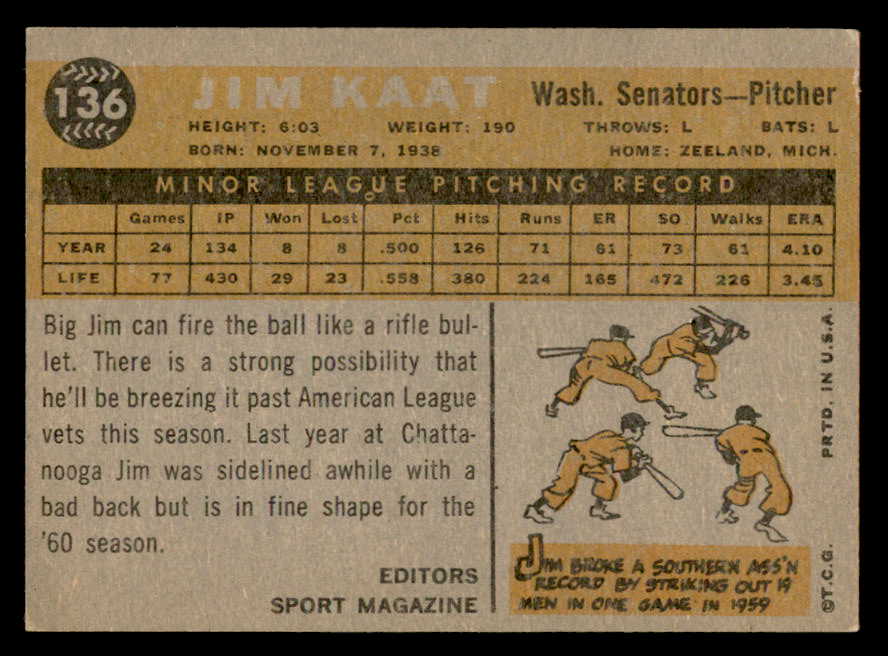 136
JIM KAAT
Wash. Senators—Pitcher
HEIGHT: 6:03 WEIGHT: 190 THROWS: L BATS: L
BORN: NOVEMBER 7, 1938 HOME: ZEELAND, MICH.
MINOR LEAGUE PITCHING RECORD
Games IP Won Lost Pct Hits Runs ER SO Walks ERA
YEAR 24 134 8 8 .500 126 71 61 73 61 4.10
LIFE 77 430 29 23 .558 380 224 165 472 226 3.45
Big Jim can fire the ball like a rifle bul-
let. There is a strong possibility that
he'll be breezing it past American League
vets this season. Last year at Chatta-
nooga Jim was sidelined awhile with a
bad back but is in fine shape for the
'60 season.
EDITORS
SPORT MAGAZINE
JIM BROKE A SOUTHERN ASS'N
RECORD BY STRIKING OUT 19
MEN IN ONE GAME IN 1959
©T.C.G. PRTD. IN U.S.A.